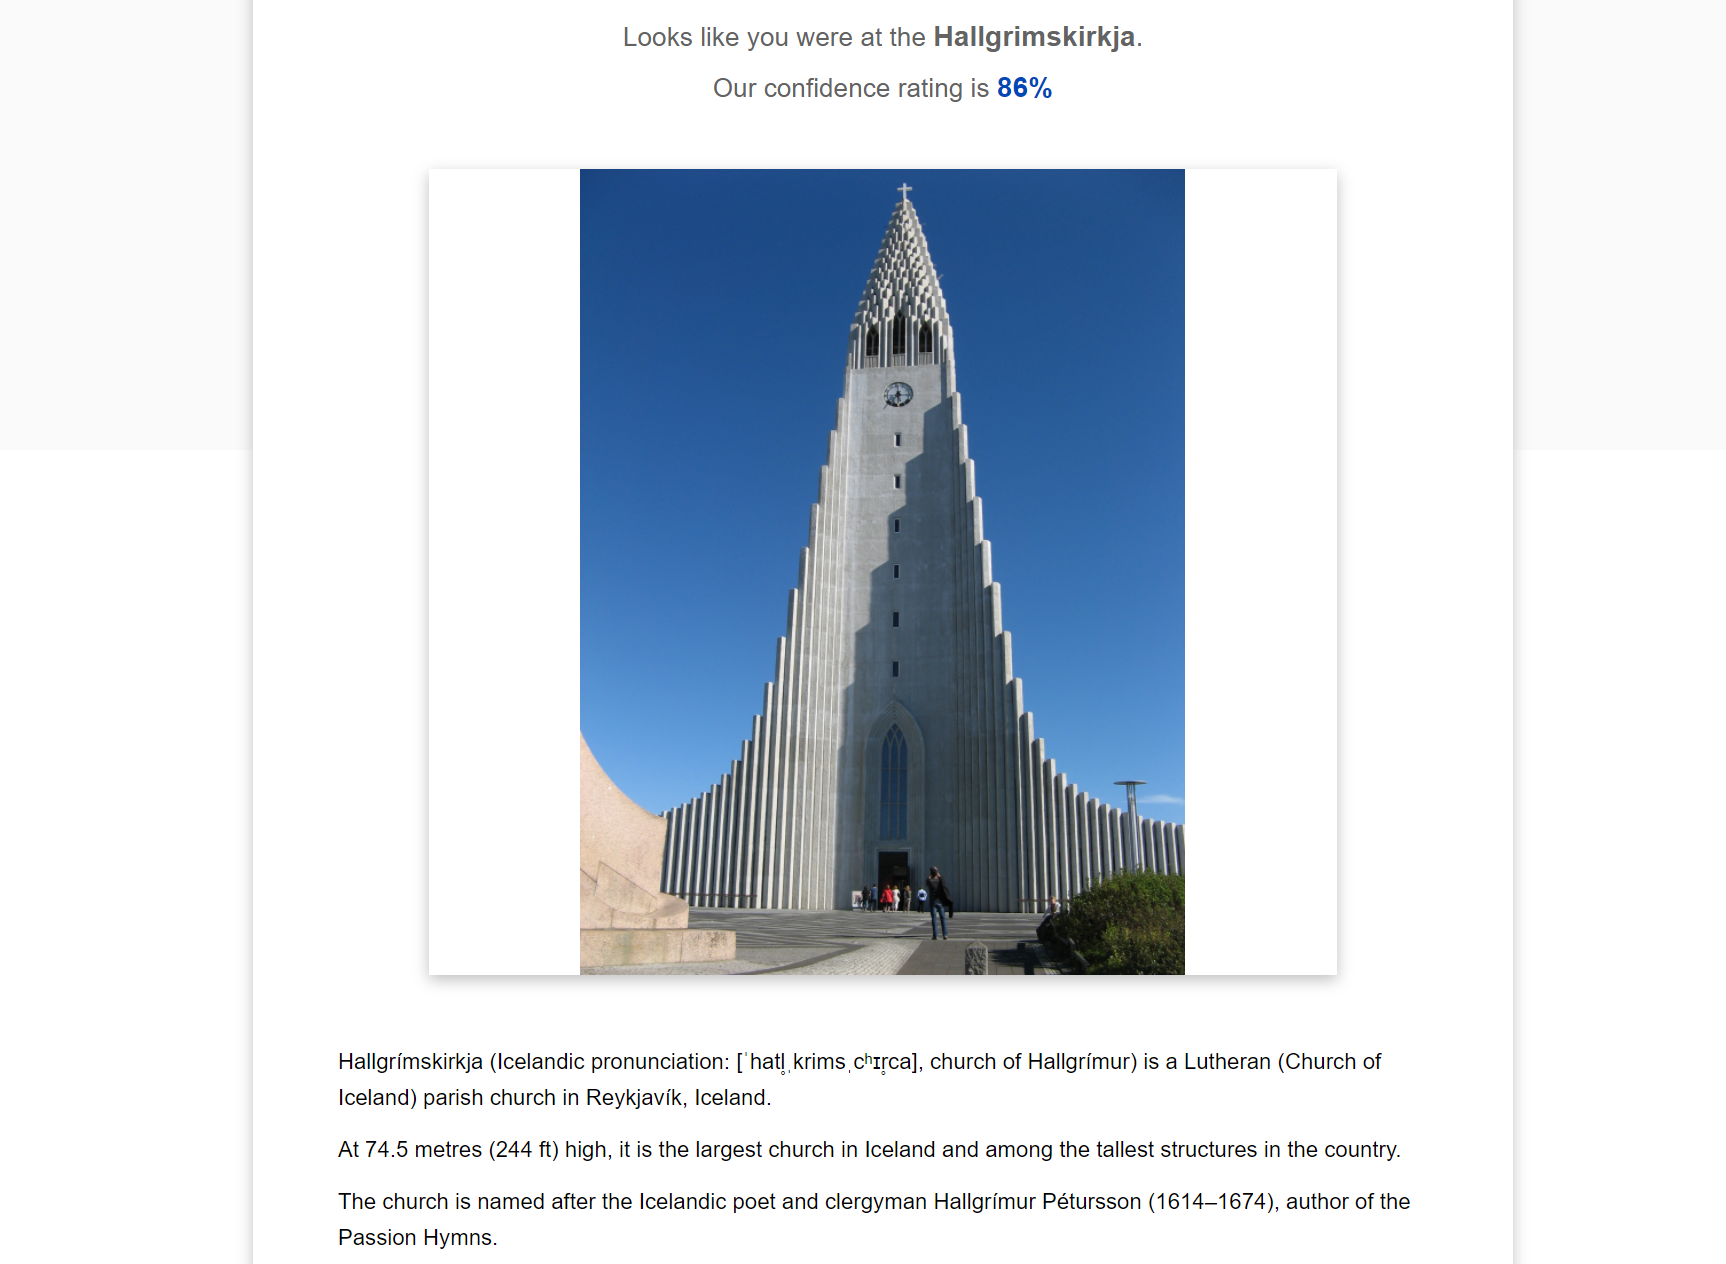 Looks like you were at the Hallgrimskirkja.
Our confidence rating is 86%
Hallgrímskirkja (Icelandic pronunciation: [ˈhatl̥ˌkrimsˌcʰɪr̥ca], church of Hallgrímur) is a Lutheran (Church of
Iceland) parish church in Reykjavík, Iceland.
At 74.5 metres (244 ft) high, it is the largest church in Iceland and among the tallest structures in the country.
The church is named after the Icelandic poet and clergyman Hallgrímur Pétursson (1614–1674), author of the
Passion Hymns.